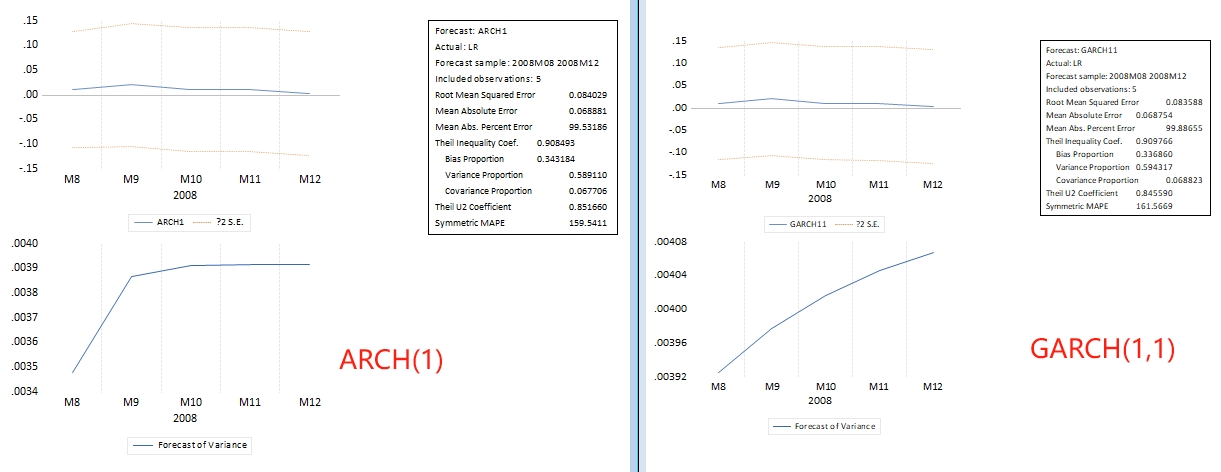 .15
.10
.05
.00
-.05
-.10
-.15
M8 M9 M10 M11 M12
2008
ARCH1 ?2 S.E.
Forecast: ARCH1
Actual: LR
Forecast sample: 2008M08 2008M12
Included observations: 5
Root Mean Squared Error 0.084029
Mean Absolute Error 0.068881
Mean Abs. Percent Error 99.53186
Theil Inequality Coef. 0.908493
Bias Proportion 0.343184
Variance Proportion 0.589110
Covariance Proportion 0.067706
Theil U2 Coefficient 0.851660
Symmetric MAPE 159.5411
.0040
.0039
.0038
.0037
.0036
.0035
.0034
M8 M9 M10 M11 M12
2008
Forecast of Variance
ARCH(1)
.15
.10
.05
.00
-.05
-.10
-.15
M8 M9 M10 M11 M12
2008
GARCH11 ?2 S.E.
Forecast: GARCH11
Actual: LR
Forecast sample: 2008M08 2008M12
Included observations: 5
Root Mean Squared Error 0.083588
Mean Absolute Error 0.068754
Mean Abs. Percent Error 99.88655
Theil Inequality Coef. 0.909766
Bias Proportion 0.336860
Variance Proportion 0.594317
Covariance Proportion 0.068823
Theil U2 Coefficient 0.845590
Symmetric MAPE 161.5669
.00408
.00404
.00400
.00396
.00392
M8 M9 M10 M11 M12
2008
Forecast of Variance
GARCH(1,1)